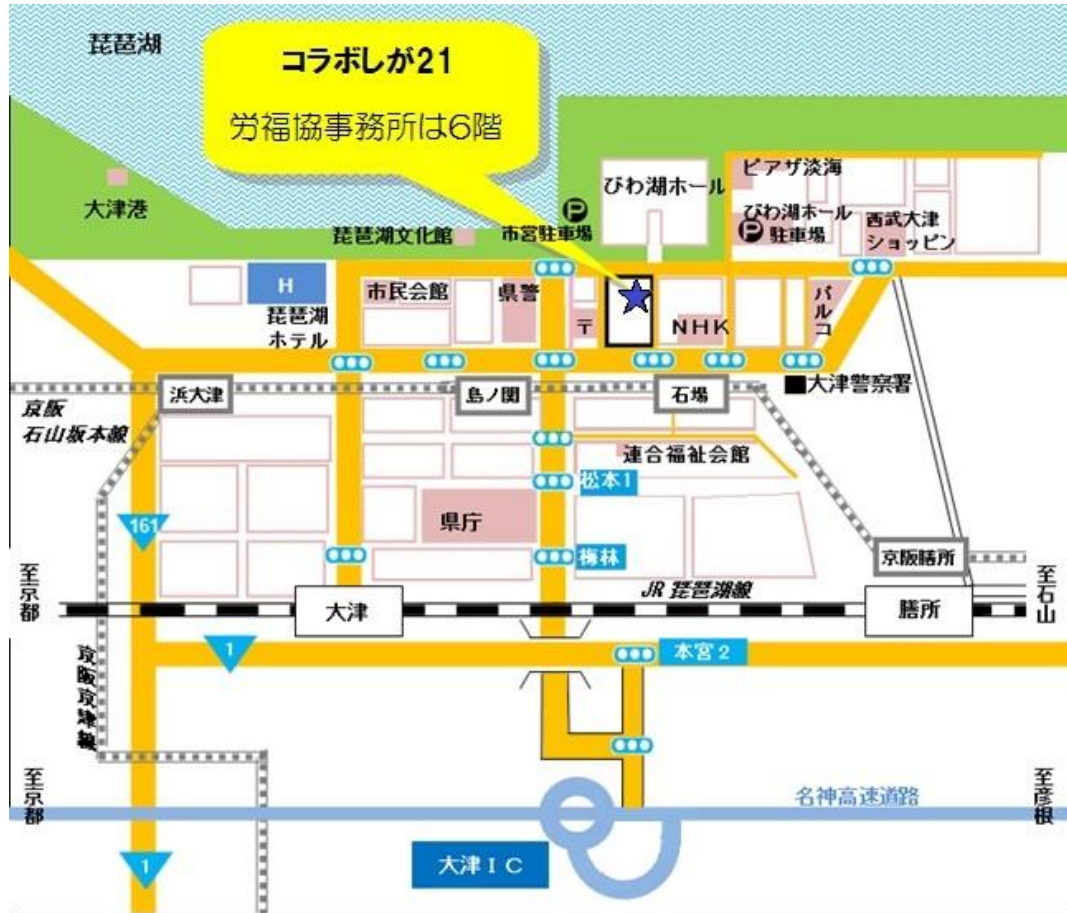 琵琶湖
コラボしが21
労福協事務所は6階
大津港
琵琶湖文化館
P
市営駐車場
びわ湖ホール
ピアザ淡海
びわ湖ホール
P 駐車場
西武大津
ショッピン
H
琵琶湖
ホテル
市民会館
県警
〒
NHK
パルコ
浜大津
島ノ関
石場
大津警察署
京阪
石山坂本線
連合福祉会館
松本1
県庁
161
梅林
京阪膳所
至京都
大津
JR 琵琶湖線
膳所
至石山
1
本宮2
京阪京津線
至京都
名神高速道路
至彦根
大津IC
1